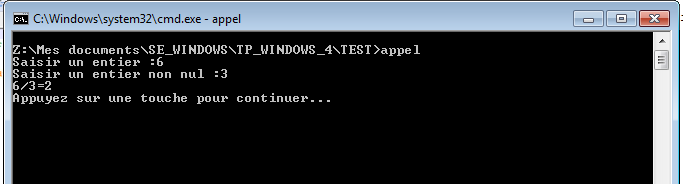 C:\Windows\system32\cmd.exe - appel
Z:\Mes documents\SE_WINDOWS\TP_WINDOWS_4\TEST>appel
Saisir un entier :6
Saisir un entier non nul :3
6/3=2
Appuyez sur une touche pour continuer...